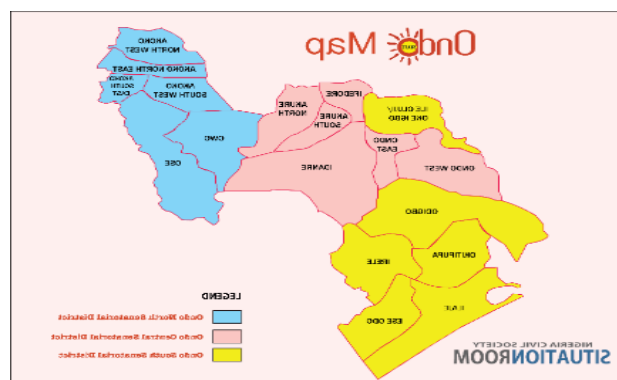 Ondo Map
AKOKO
NORTH WEST
AKOKO NORTH EAST
AKOKO
SOUTH
EAST
AKOKO
SOUTH WEST
OWO
OSE
IFEDORE
AKURE
NORTH
AKURE
SOUTH
IDANRE
ILE OLUJI/
OKE IGBO
ONDO
EAST
ONDO WEST
ODIGBO
OKITIPUPA
IRELE
ILAJE
ESE ODO
LEGEND
Ondo North Senatorial District
Ondo Central Senatorial District
Ondo South Senatorial District
NIGERIA CIVIL SOCIETY
SITUATIONROOM